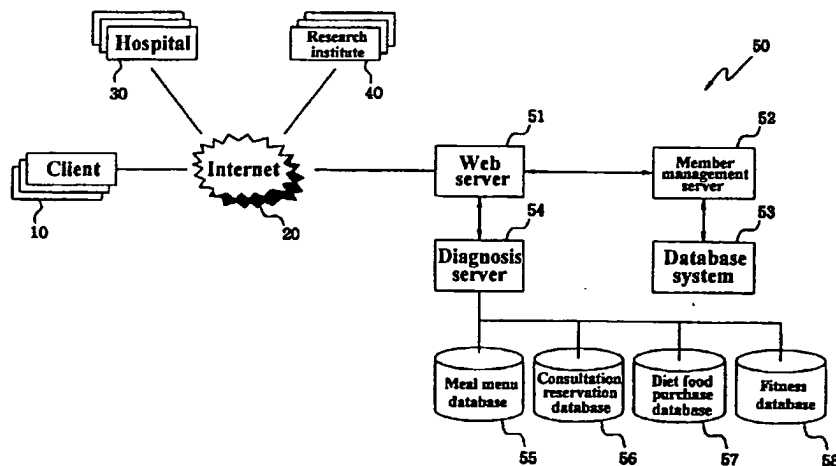 Hospital
Research
institute
30
40
50
51
52
Client
Internet
Web
server
Member
management
server
10
20
54
53
Diagnosis
server
Database
system
Meal menu
database
Consultation
reservation
database
Diet food
purchase
database
Fitness
database
55
56
57
58